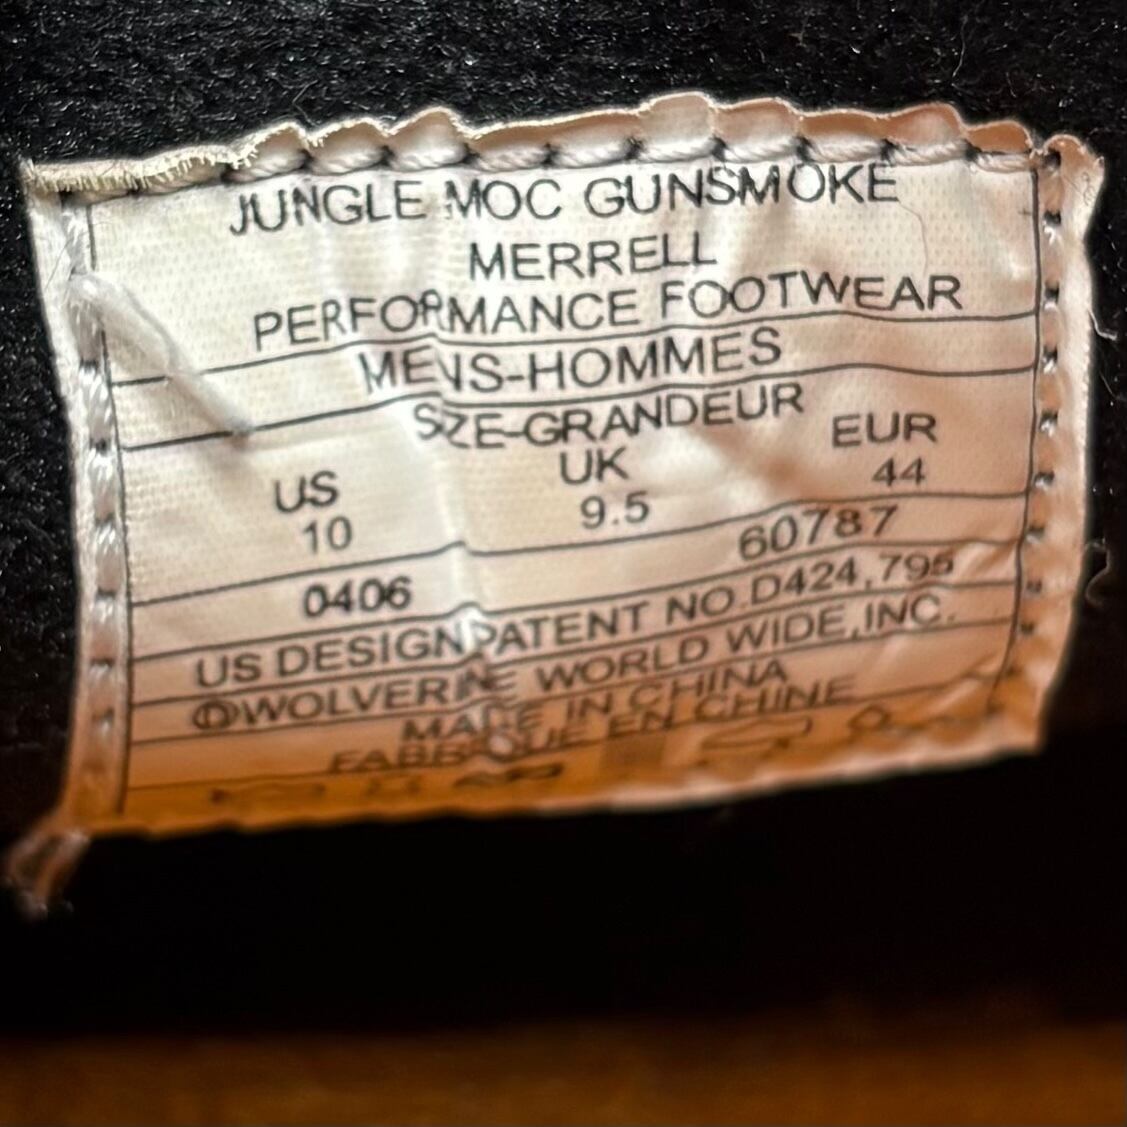 JUNGLE MOC GUNSMOKE
MERRELL
PERFORMANCE FOOTWEAR
MENS-HOMMES
SZE-GRANDEUR
US UK EUR
10 9.5 44
0406 60787
US DESIGN PATENT NO.D424,795
©WOLVERINE WORLD WIDE,INC.
MADE IN CHINA
FABRIQUE EN CHINE